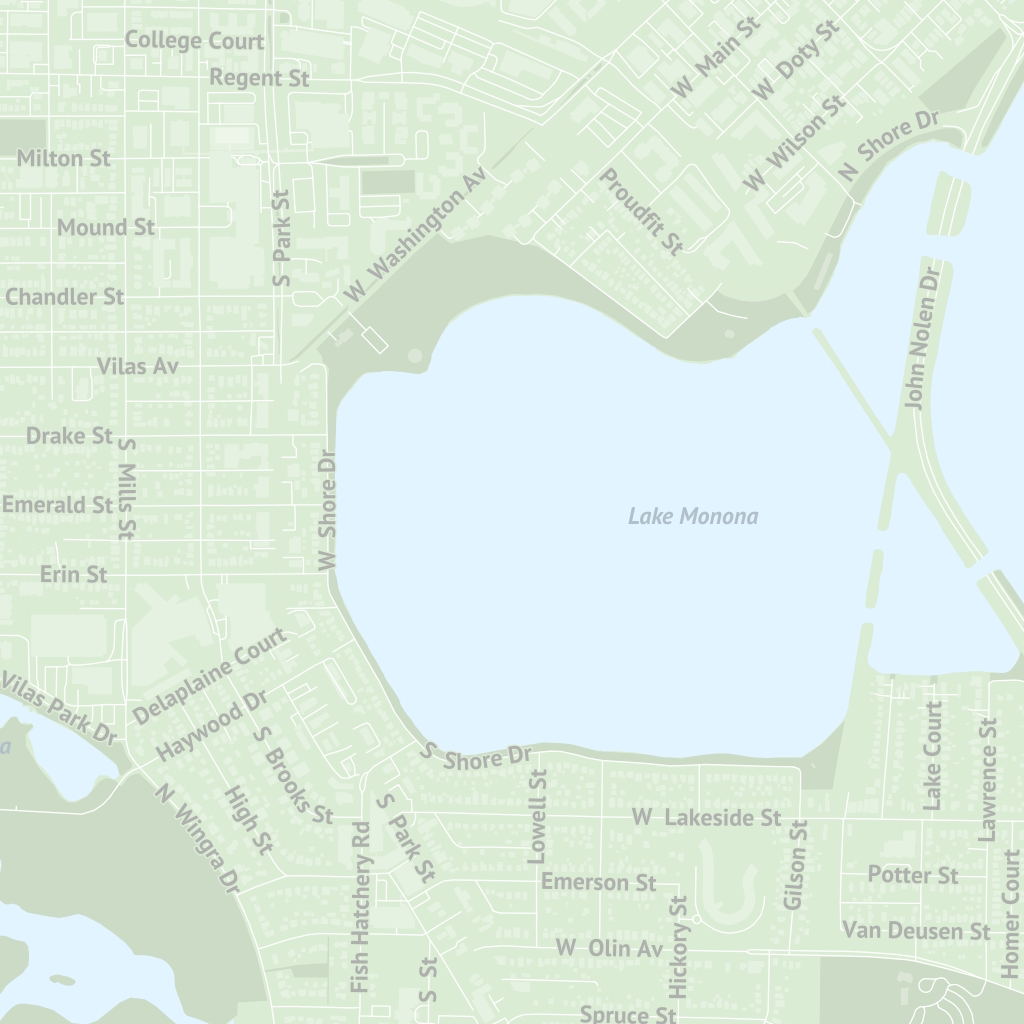 College Court
Regent St
W Main St
W Doty St
W Wilson St
N Shore Dr
Milton St
Mound St
S Park St
W Washington Av
Proudfit St
Chandler St
John Nolen Dr
Vilas Av
Drake St
S Mills St
Emerald St
W Shore Dr
Lake Monona
Erin St
Delaplaine Court
Vilas Park Dr
Haywood Dr
a
S Brooks St
S Shore Dr
N Wingra Dr
High St
S Park St
Fish Hatchery Rd
Lowell St
W Lakeside St
Lake Court
Lawrence St
Gilson St
Emerson St
Potter St
Hickory St
W Olin Av
Van Deusen St
Homer Court
S St
Spruce St